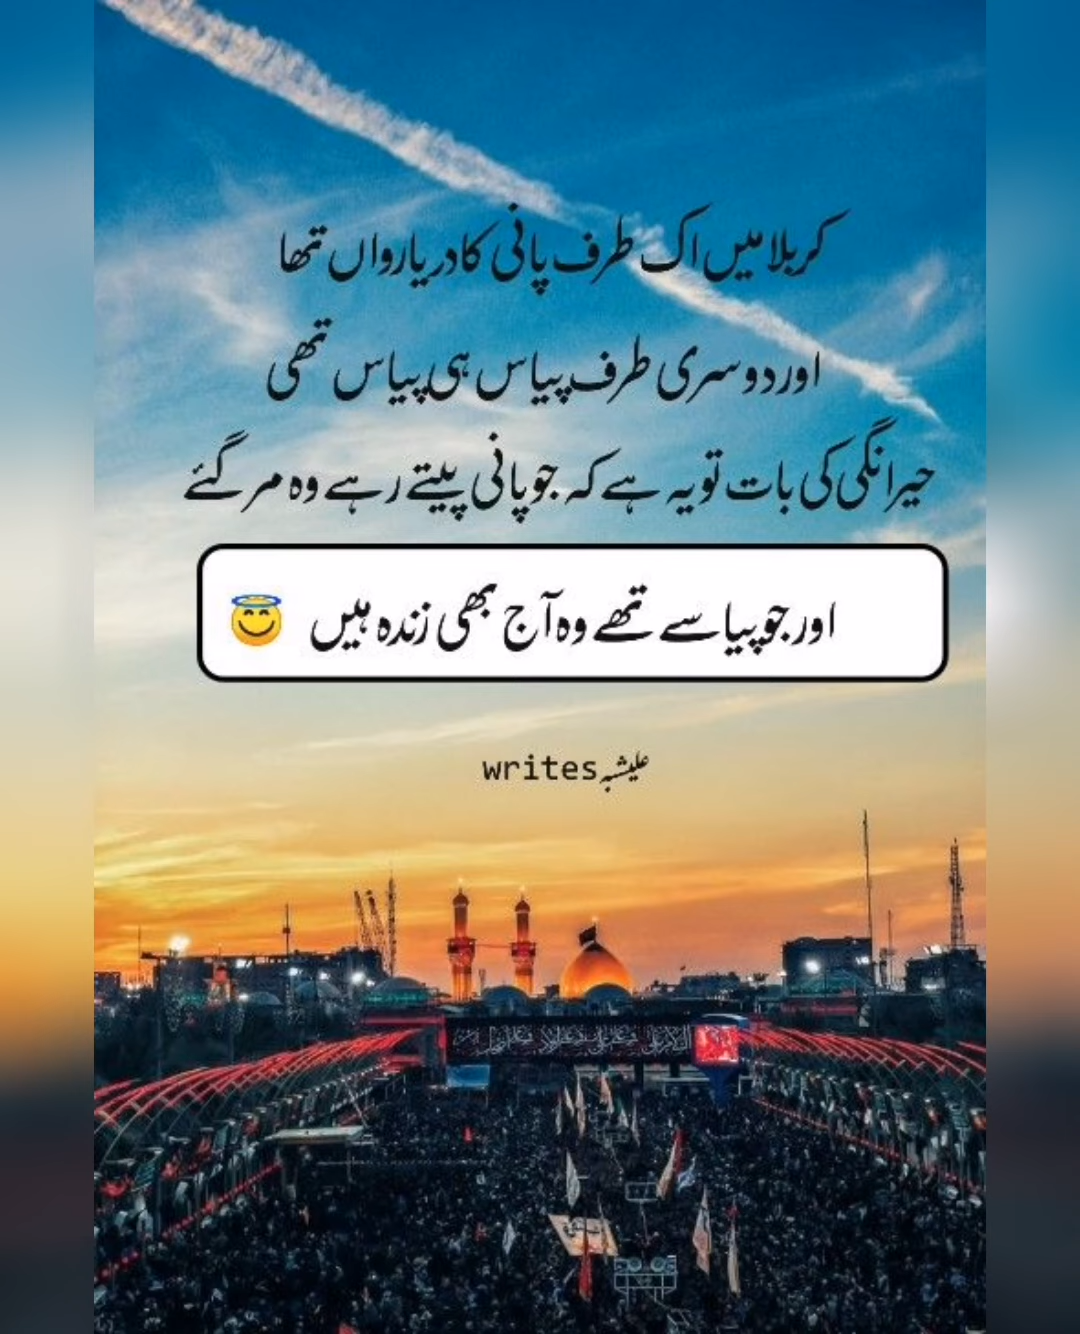 کربلا میں اک طرف پانی کا دریا رواں تھا
اور دوسری طرف پیاس ہی پیاس تھی
حیرانگی کی بات تو یہ ہے کہ جو پانی پیتے رہے وہ مر گئے
اور جو پیاسے تھے وہ آج بھی زندہ ہیں 😇
علیشبہ writes